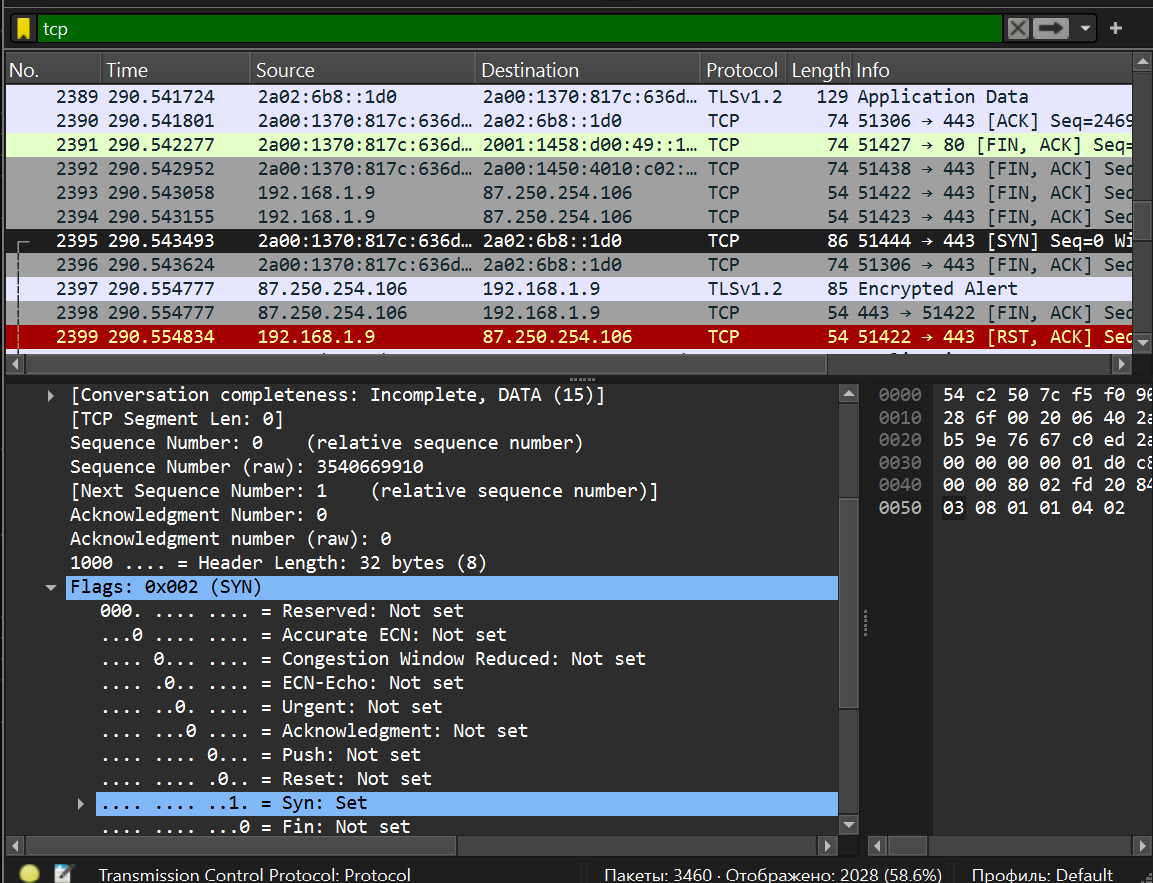 tcp
No. Time Source Destination Protocol Length Info
2389 290.541724 2a02:6b8::1d0 2a00:1370:817c:636d… TLSv1.2 129 Application Data
2390 290.541801 2a00:1370:817c:636d… 2a02:6b8::1d0 TCP 74 51306 → 443 [ACK] Seq=2469
2391 290.542277 2a00:1370:817c:636d… 2001:1458:d00:49::1… TCP 74 51427 → 80 [FIN, ACK] Seq=
2392 290.542952 2a00:1370:817c:636d… 2a00:1450:4010:c02:… TCP 74 51438 → 443 [FIN, ACK] Seq
2393 290.543058 192.168.1.9 87.250.254.106 TCP 54 51422 → 443 [FIN, ACK] Seq
2394 290.543155 192.168.1.9 87.250.254.106 TCP 54 51423 → 443 [FIN, ACK] Seq
2395 290.543493 2a00:1370:817c:636d… 2a02:6b8::1d0 TCP 86 51444 → 443 [SYN] Seq=0 Wi
2396 290.543624 2a00:1370:817c:636d… 2a02:6b8::1d0 TCP 74 51306 → 443 [FIN, ACK] Seq
2397 290.554777 87.250.254.106 192.168.1.9 TLSv1.2 85 Encrypted Alert
2398 290.554777 87.250.254.106 192.168.1.9 TCP 54 443 → 51422 [FIN, ACK] Seq
2399 290.554834 192.168.1.9 87.250.254.106 TCP 54 51422 → 443 [RST, ACK] Seq
[Conversation completeness: Incomplete, DATA (15)]
[TCP Segment Len: 0]
Sequence Number: 0 (relative sequence number)
Sequence Number (raw): 3540669910
[Next Sequence Number: 1 (relative sequence number)]
Acknowledgment Number: 0
Acknowledgment number (raw): 0
1000 .... = Header Length: 32 bytes (8)
Flags: 0x002 (SYN)
000. .... .... = Reserved: Not set
...0 .... .... = Accurate ECN: Not set
.... 0... .... = Congestion Window Reduced: Not set
.... .0.. .... = ECN-Echo: Not set
.... ..0. .... = Urgent: Not set
.... ...0 .... = Acknowledgment: Not set
.... .... 0... = Push: Not set
.... .... .0.. = Reset: Not set
.... .... ..1. = Syn: Set
.... .... ...0 = Fin: Not set
0000 54 c2 50 7c f5 f0 90
0010 28 6f 00 20 06 40 2a
0020 b5 9e 76 67 c0 ed 2a
0030 00 00 00 00 01 d0 c8
0040 00 00 80 02 fd 20 84
0050 03 08 01 01 04 02
Transmission Control Protocol: Protocol Пакеты: 3460 · Отображено: 2028 (58.6%) Профиль: Default